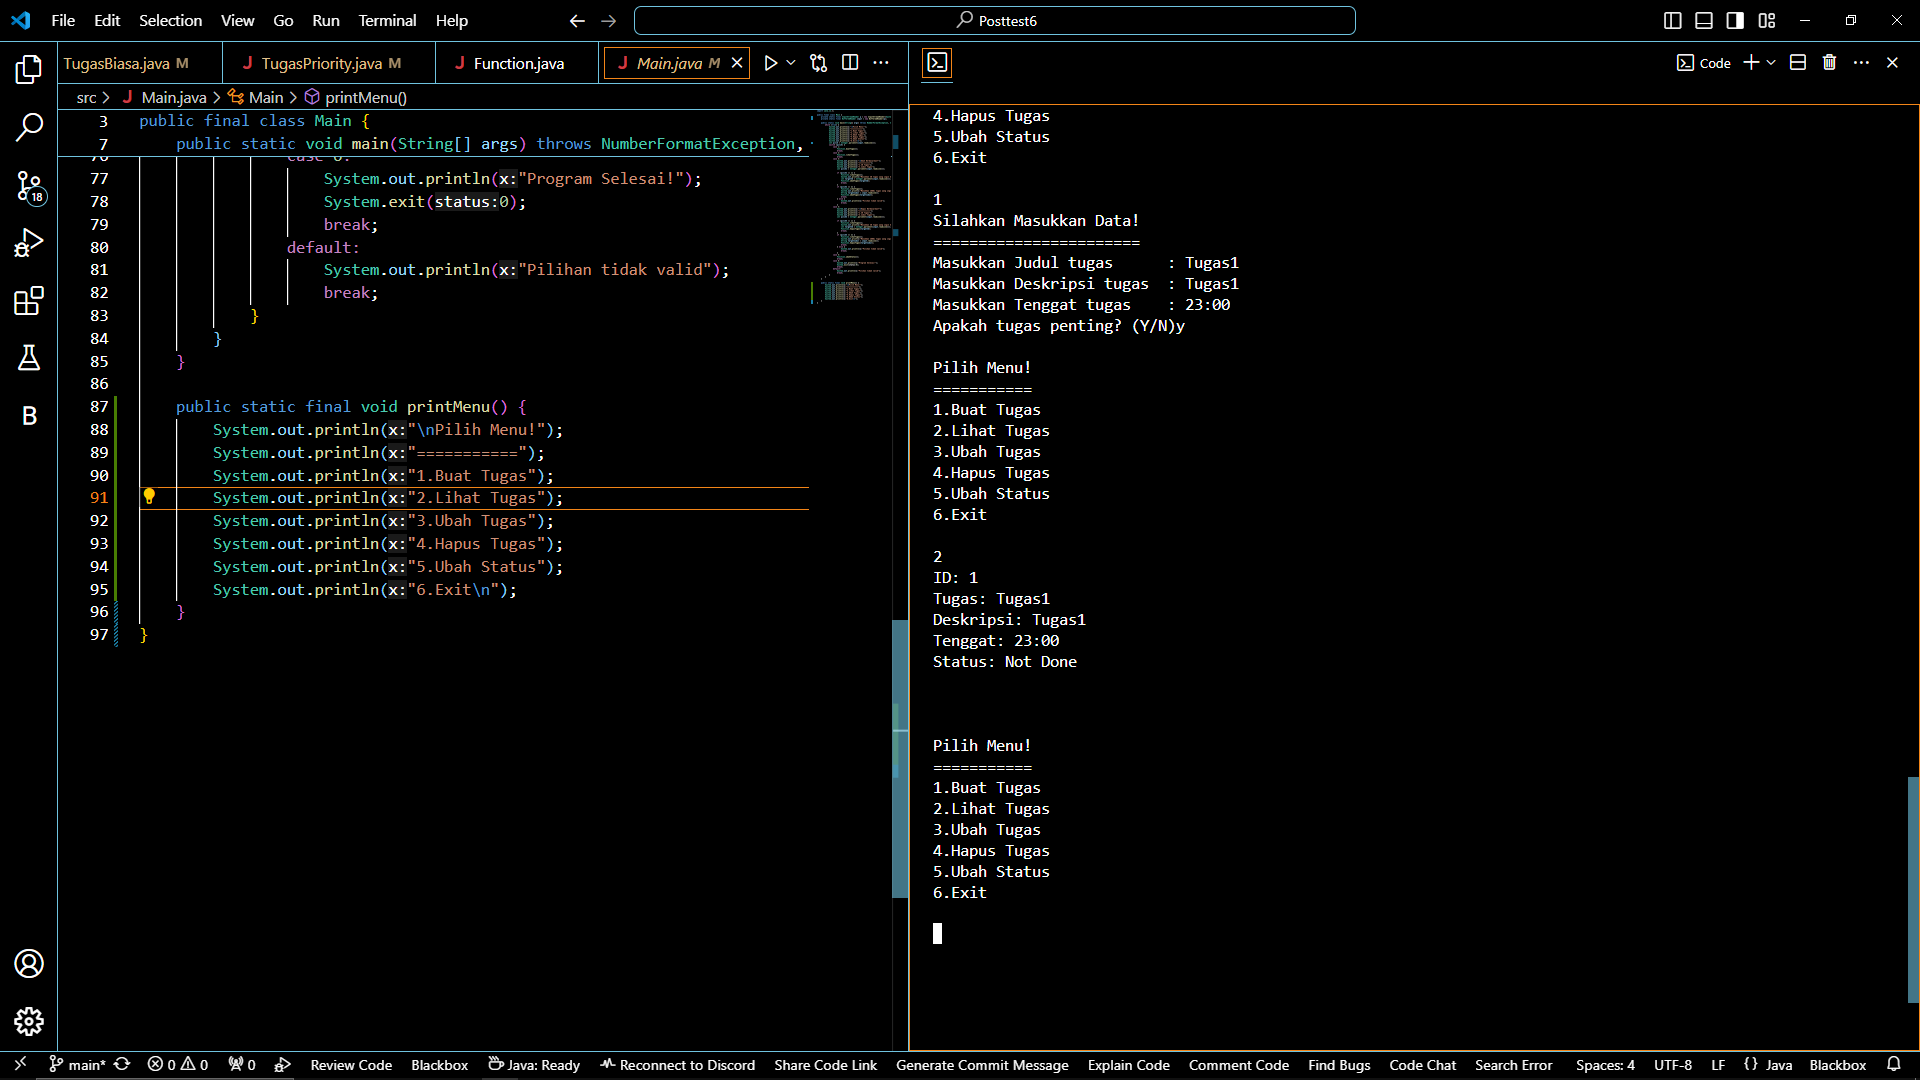 File Edit Selection View Go Run Terminal Help
Posttest6
TugasBiasa.java M
TugasPriority.java M
Function.java
Main.java M
src > Main.java > Main > printMenu()
3 public final class Main {
7 public static void main(String[] args) throws NumberFormatException,
77 System.out.println(x:"Program Selesai!");
78 System.exit(status:0);
79 break;
80 default:
81 System.out.println(x:"Pilihan tidak valid");
82 break;
83 }
84 }
85 }
86
87 public static final void printMenu() {
88 System.out.println(x:"\nPilih Menu!");
89 System.out.println(x:"===========");
90 System.out.println(x:"1.Buat Tugas");
91 System.out.println(x:"2.Lihat Tugas");
92 System.out.println(x:"3.Ubah Tugas");
93 System.out.println(x:"4.Hapus Tugas");
94 System.out.println(x:"5.Ubah Status");
95 System.out.println(x:"6.Exit\n");
96 }
97 }
18
B
Code
4.Hapus Tugas
5.Ubah Status
6.Exit
1
Silahkan Masukkan Data!
=======================
Masukkan Judul tugas : Tugas1
Masukkan Deskripsi tugas : Tugas1
Masukkan Tenggat tugas : 23:00
Apakah tugas penting? (Y/N)y
Pilih Menu!
===========
1.Buat Tugas
2.Lihat Tugas
3.Ubah Tugas
4.Hapus Tugas
5.Ubah Status
6.Exit
2
ID: 1
Tugas: Tugas1
Deskripsi: Tugas1
Tenggat: 23:00
Status: Not Done
Pilih Menu!
===========
1.Buat Tugas
2.Lihat Tugas
3.Ubah Tugas
4.Hapus Tugas
5.Ubah Status
6.Exit
main* 0 0 0 Review Code Blackbox Java: Ready Reconnect to Discord Share Code Link Generate Commit Message Explain Code Comment Code Find Bugs Code Chat Search Error Spaces: 4 UTF-8 LF {} Java Blackbox